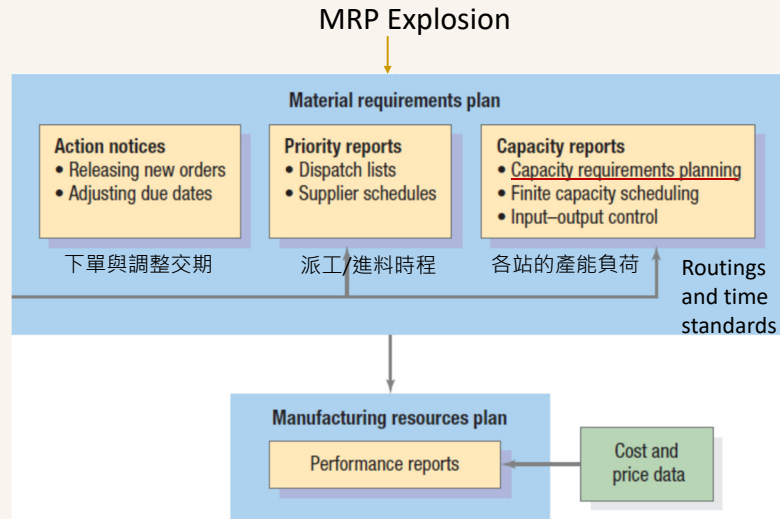 MRP Explosion
Material requirements plan
Action notices
• Releasing new orders
• Adjusting due dates
Priority reports
• Dispatch lists
• Supplier schedules
Capacity reports
• Capacity requirements planning
• Finite capacity scheduling
• Input–output control
下單與調整交期
派工/進料時程
各站的產能負荷
Routings
and time
standards
Manufacturing resources plan
Performance reports
Cost and
price data